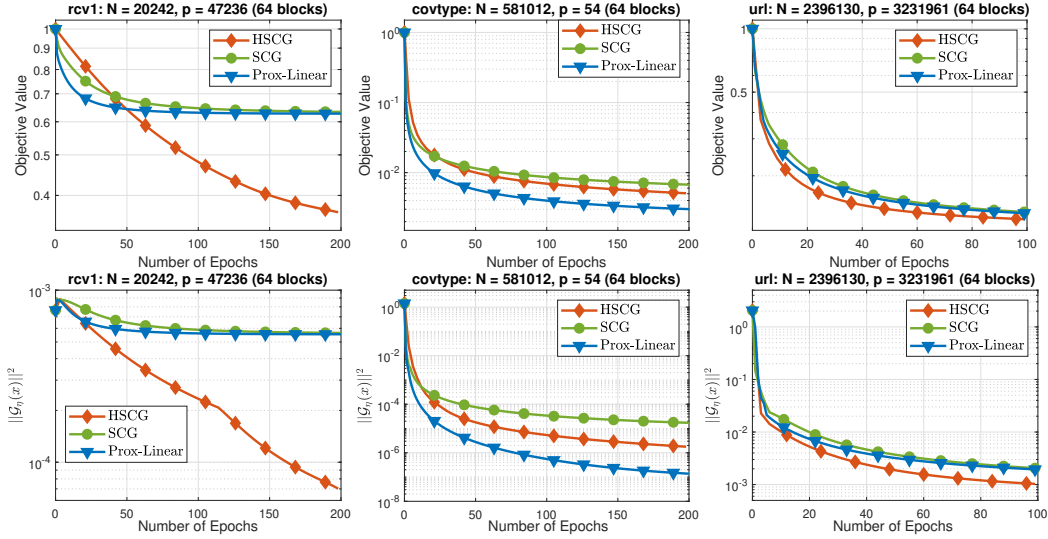 rcv1: N = 20242, p = 47236 (64 blocks)
1
0.9
0.8
0.7
0.6
0.5
0.4
Objective Value
HSCG
SCG
Prox-Linear
0 50 100 150 200
Number of Epochs
covtype: N = 581012, p = 54 (64 blocks)
10^0
10^-1
10^-2
Objective Value
HSCG
SCG
Prox-Linear
0 50 100 150 200
Number of Epochs
url: N = 2396130, p = 3231961 (64 blocks)
1
0.5
Objective Value
HSCG
SCG
Prox-Linear
0 20 40 60 80 100
Number of Epochs
rcv1: N = 20242, p = 47236 (64 blocks)
10^-3
10^-4
||𝒢_η(x)||^2
HSCG
SCG
Prox-Linear
0 50 100 150 200
Number of Epochs
covtype: N = 581012, p = 54 (64 blocks)
10^0
10^-2
10^-4
10^-6
10^-8
||𝒢_η(x)||^2
HSCG
SCG
Prox-Linear
0 50 100 150 200
Number of Epochs
url: N = 2396130, p = 3231961 (64 blocks)
10^0
10^-1
10^-2
10^-3
||𝒢_η(x)||^2
HSCG
SCG
Prox-Linear
0 20 40 60 80 100
Number of Epochs